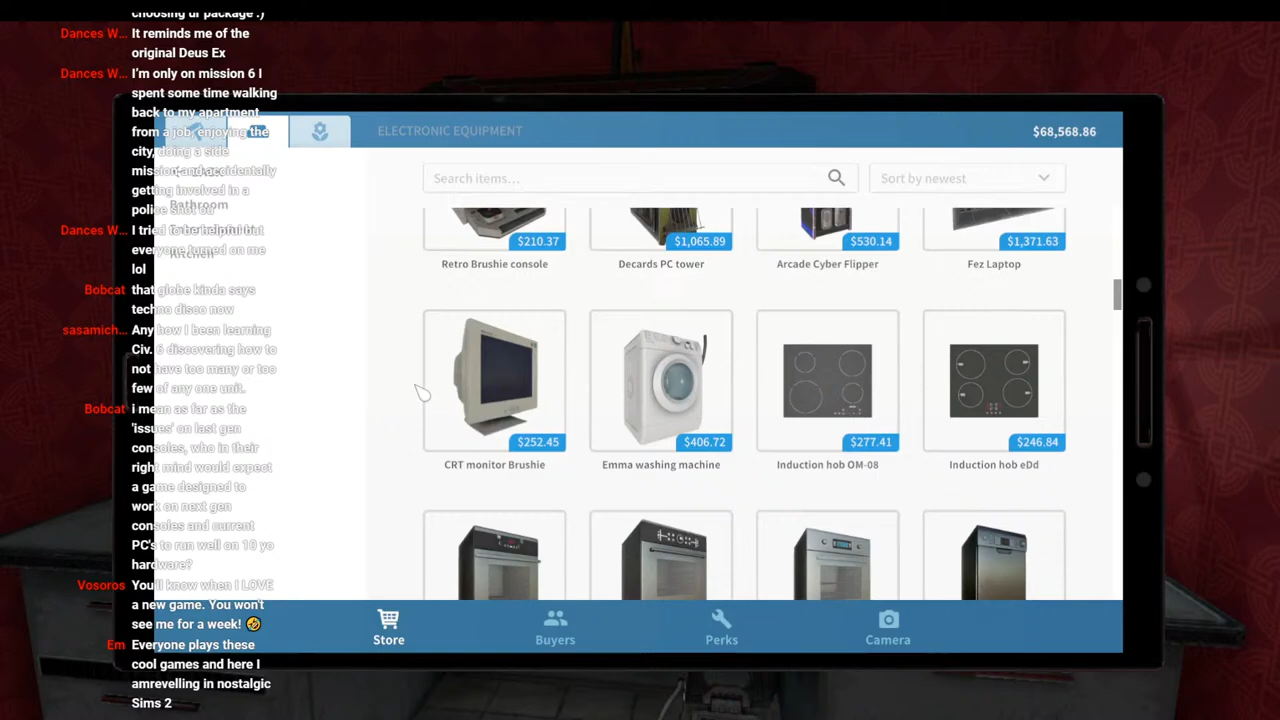 choosing ur package :)
Dances W... It reminds me of the
original Deus Ex
Dances W... I'm only on mission 6 I
spent some time walking
back to my apartment
from a job, enjoying the
city, doing a side
mission and accidentally
getting involved in a
police shot ou
Dances W... I tried to be helpful but
everyone turned on me
lol
Bobcat that globe kinda says
techno disco now
sasamich... Any how I been learning
Civ. 6 discovering how to
not have too many or too
few of any one unit.
Bobcat i mean as far as the
'issues' on last gen
consoles, who in their
right mind would expect
a game designed to
work on next gen
consoles and current
PC's to run well on 10 yo
hardware?
Vosoros You'll know when I LOVE
a new game. You won't
see me for a week! 🤣
Em Everyone plays these
cool games and here I
amrevelling in nostalgic
Sims 2
ELECTRONIC EQUIPMENT
$68,568.86
Bathroom
Kitchen
Search items...
Sort by newest
$210.37 $1,065.89 $530.14 $1,371.63
Retro Brushie console Decards PC tower Arcade Cyber Flipper Fez Laptop
$252.45 $406.72 $277.41 $246.84
CRT monitor Brushie Emma washing machine Induction hob OM-08 Induction hob eDd
Store Buyers Perks Camera